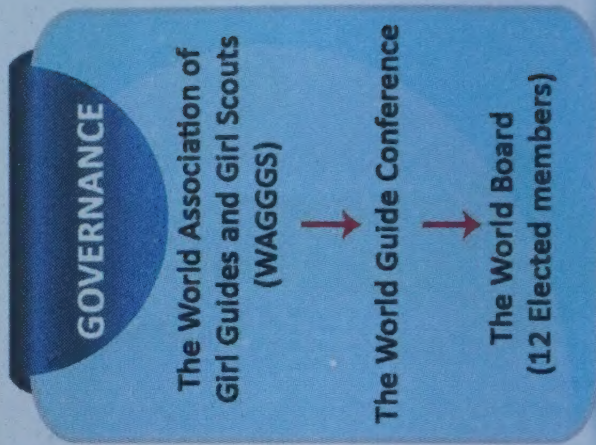 GOVERNANCE
The World Association of
Girl Guides and Girl Scouts
(WAGGGS)
The World Guide Conference
The World Board
(12 Elected members)